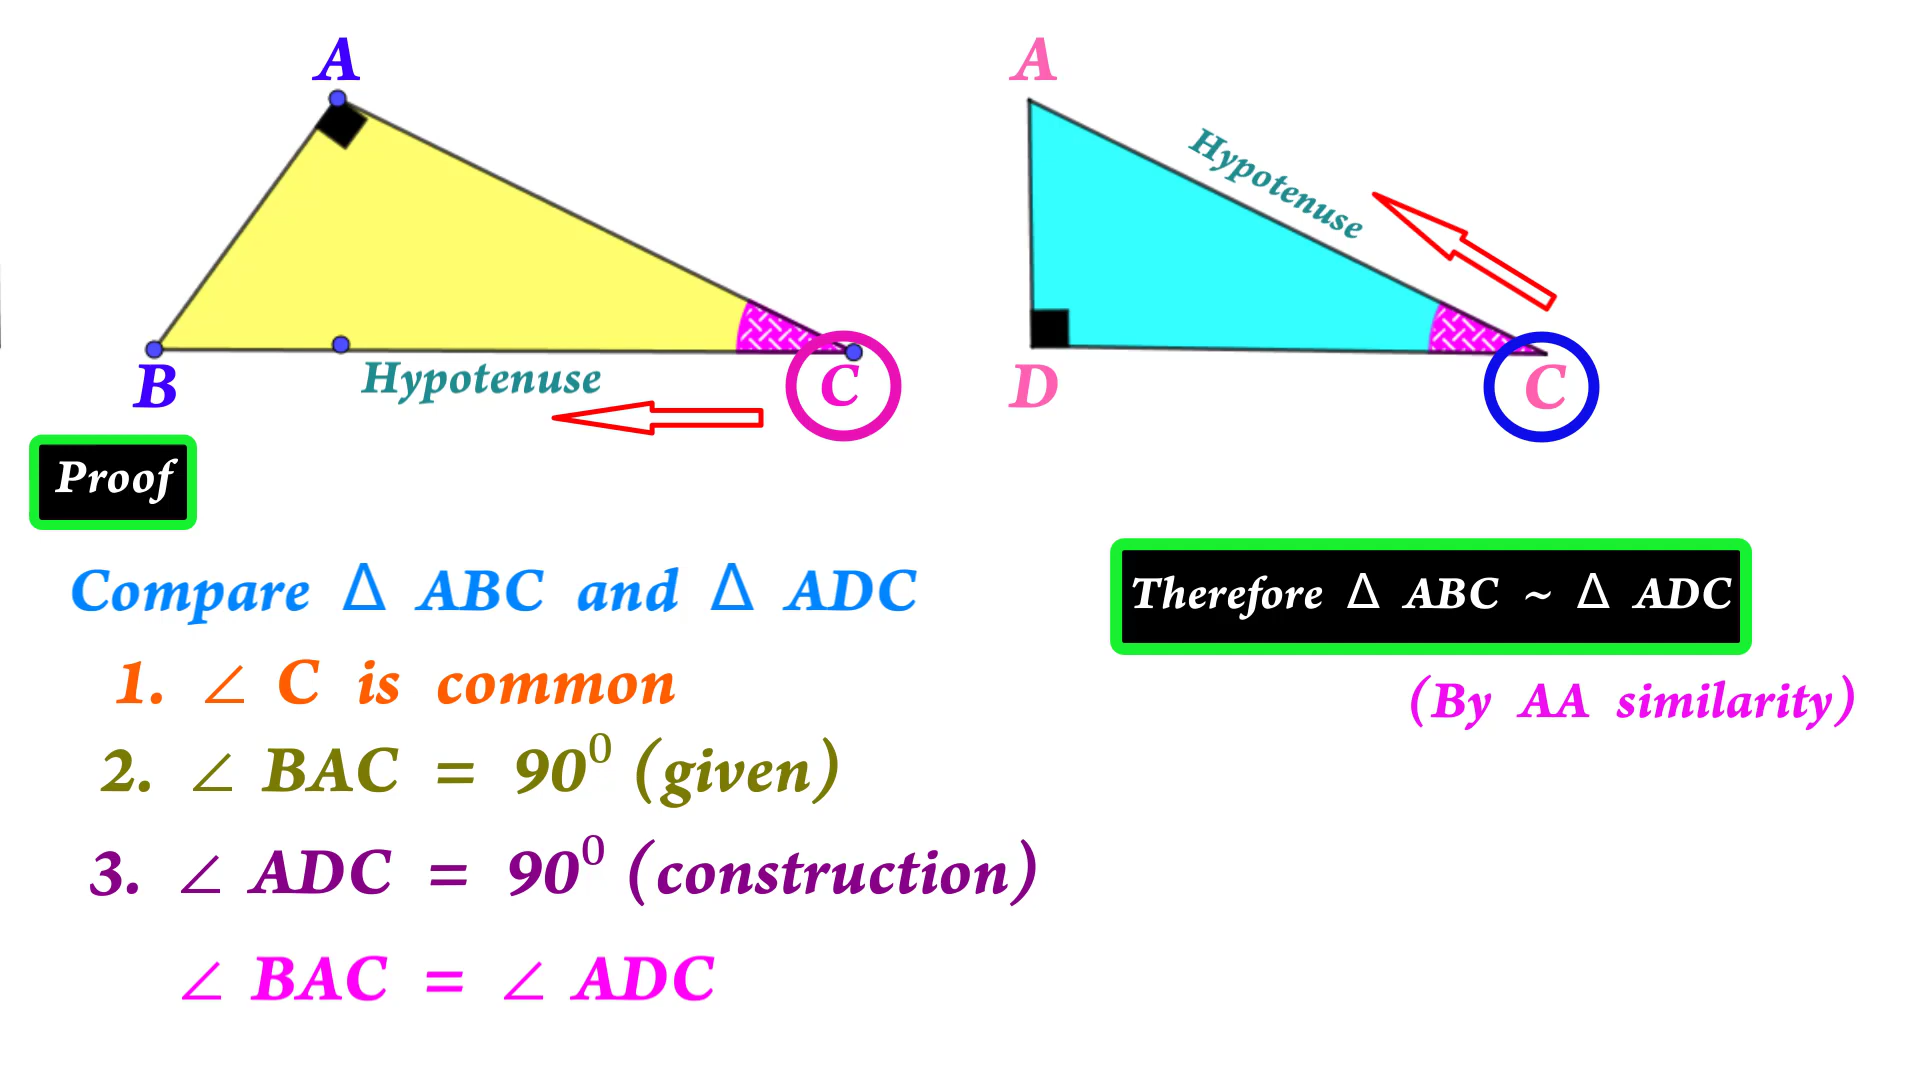 A
B
Hypotenuse
C
A
Hypotenuse
D
C
Proof
Compare Δ ABC and Δ ADC
1. ∠ C is common
2. ∠ BAC = 90⁰ (given)
3. ∠ ADC = 90⁰ (construction)
∠ BAC = ∠ ADC
Therefore Δ ABC ~ Δ ADC
(By AA similarity)